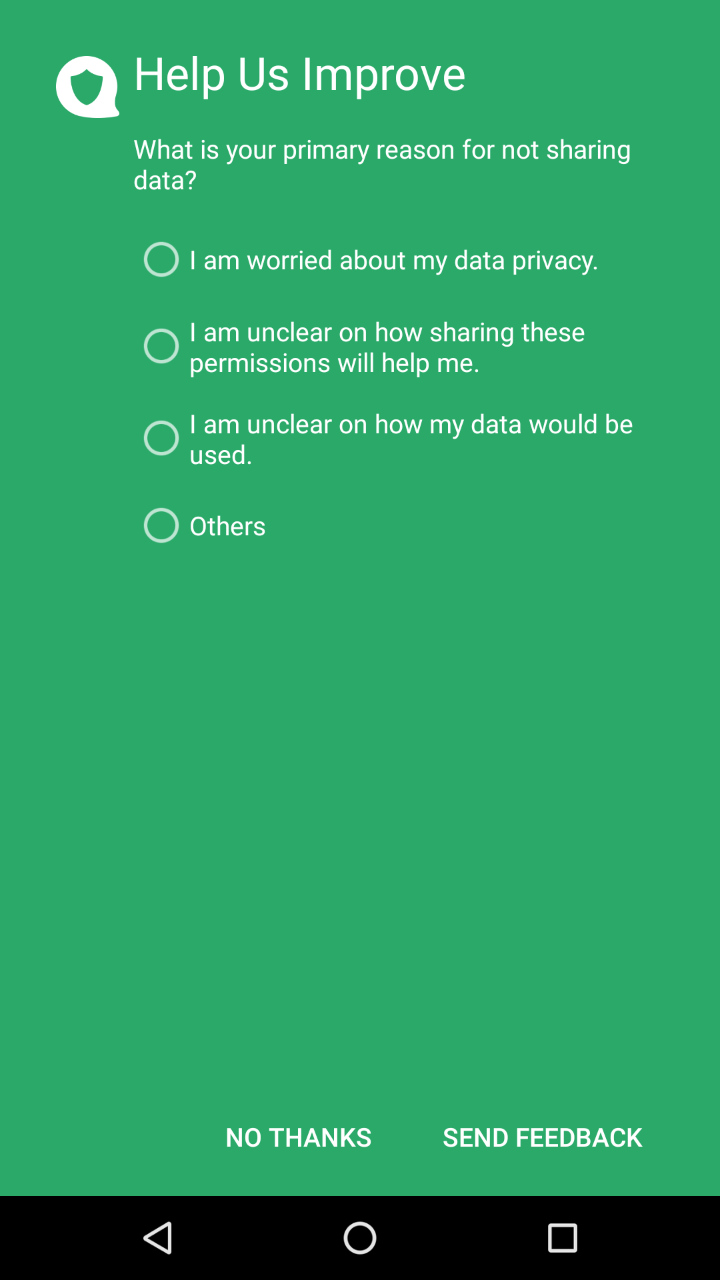 Help Us Improve
What is your primary reason for not sharing
data?
I am worried about my data privacy.
I am unclear on how sharing these
permissions will help me.
I am unclear on how my data would be
used.
Others
NO THANKS
SEND FEEDBACK